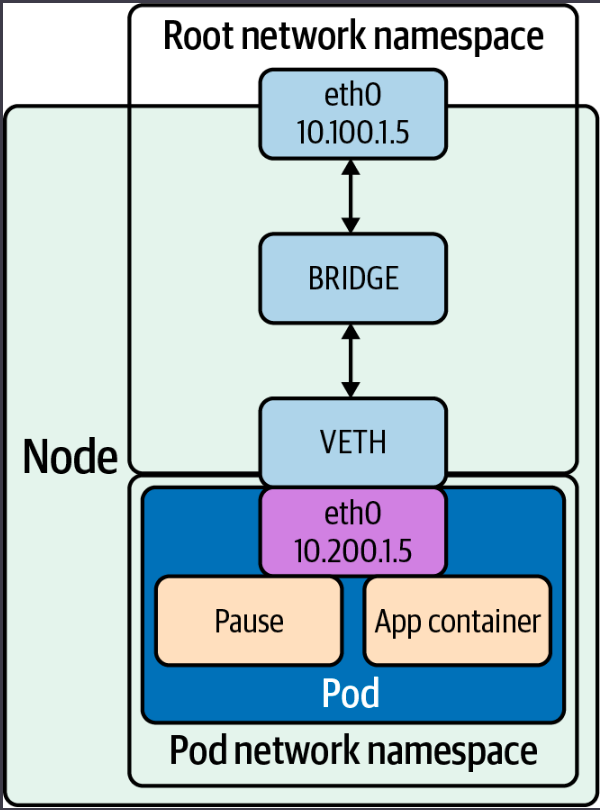 Root network namespace
eth0
10.100.1.5
BRIDGE
Node
VETH
eth0
10.200.1.5
Pause
App container
Pod
Pod network namespace